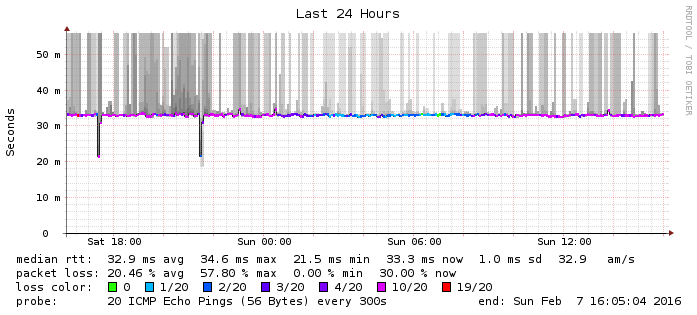 Last 24 Hours
RRDTOOL / TOBI OETIKER
Seconds
50 m
40 m
30 m
20 m
10 m
0
Sat 18:00 Sun 00:00 Sun 06:00 Sun 12:00
median rtt: 32.9 ms avg 34.6 ms max 21.5 ms min 33.3 ms now 1.0 ms sd 32.9 am/s
packet loss: 20.46 % avg 57.80 % max 0.00 % min 30.00 % now
loss color: 0 1/20 2/20 3/20 4/20 10/20 19/20
probe: 20 ICMP Echo Pings (56 Bytes) every 300s end: Sun Feb 7 16:05:04 2016